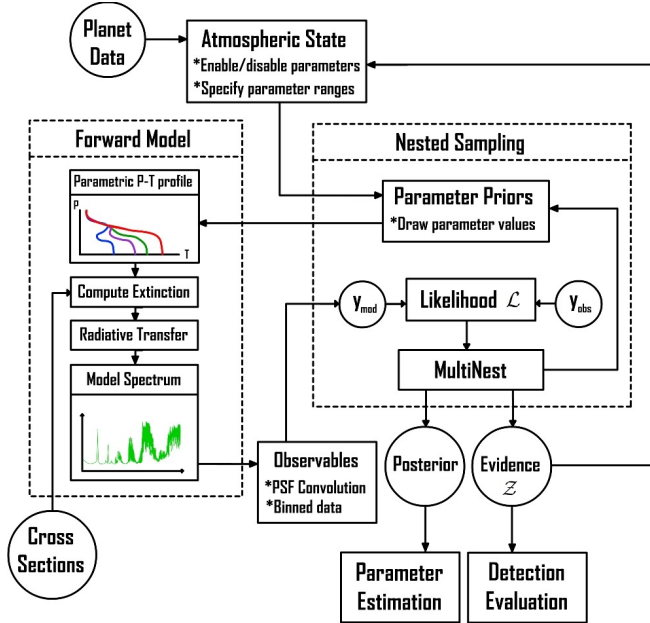 Planet
Data
Atmospheric State
*Enable/disable parameters
*Specify parameter ranges
Forward Model
Parametric P-T profile
P
T
Compute Extinction
Radiative Transfer
Model Spectrum
Cross
Sections
Nested Sampling
Parameter Priors
*Draw parameter values
y_mod
Likelihood ℒ
y_obs
MultiNest
Observables
*PSF Convolution
*Binned data
Posterior
Evidence
𝒵
Parameter
Estimation
Detection
Evaluation